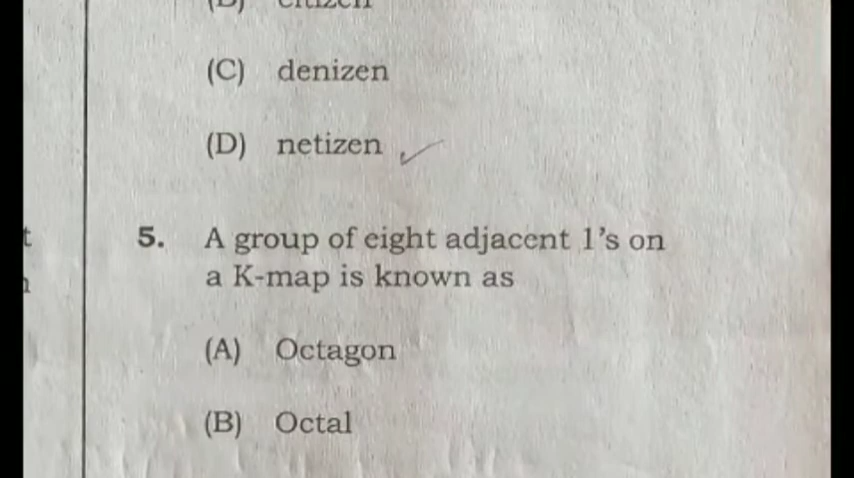 (C) denizen
(D) netizen
5. A group of eight adjacent 1's on
a K-map is known as
(A) Octagon
(B) Octal